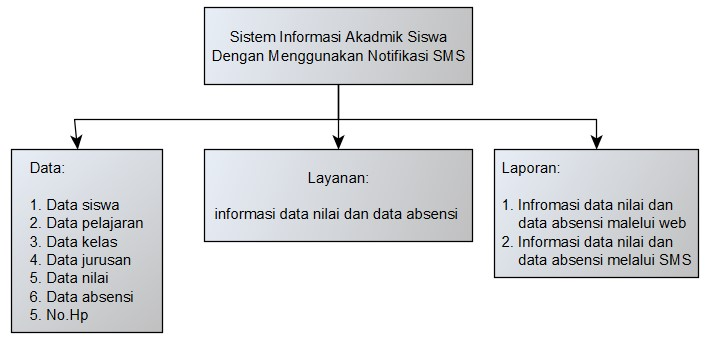 Sistem Informasi Akadmik Siswa
Dengan Menggunakan Notifikasi SMS
Data:
1. Data siswa
2. Data pelajaran
3. Data kelas
4. Data jurusan
5. Data nilai
6. Data absensi
5. No.Hp
Layanan:
informasi data nilai dan data absensi
Laporan:
1. Infromasi data nilai dan
data absensi malelui web
2. Informasi data nilai dan
data absensi melalui SMS